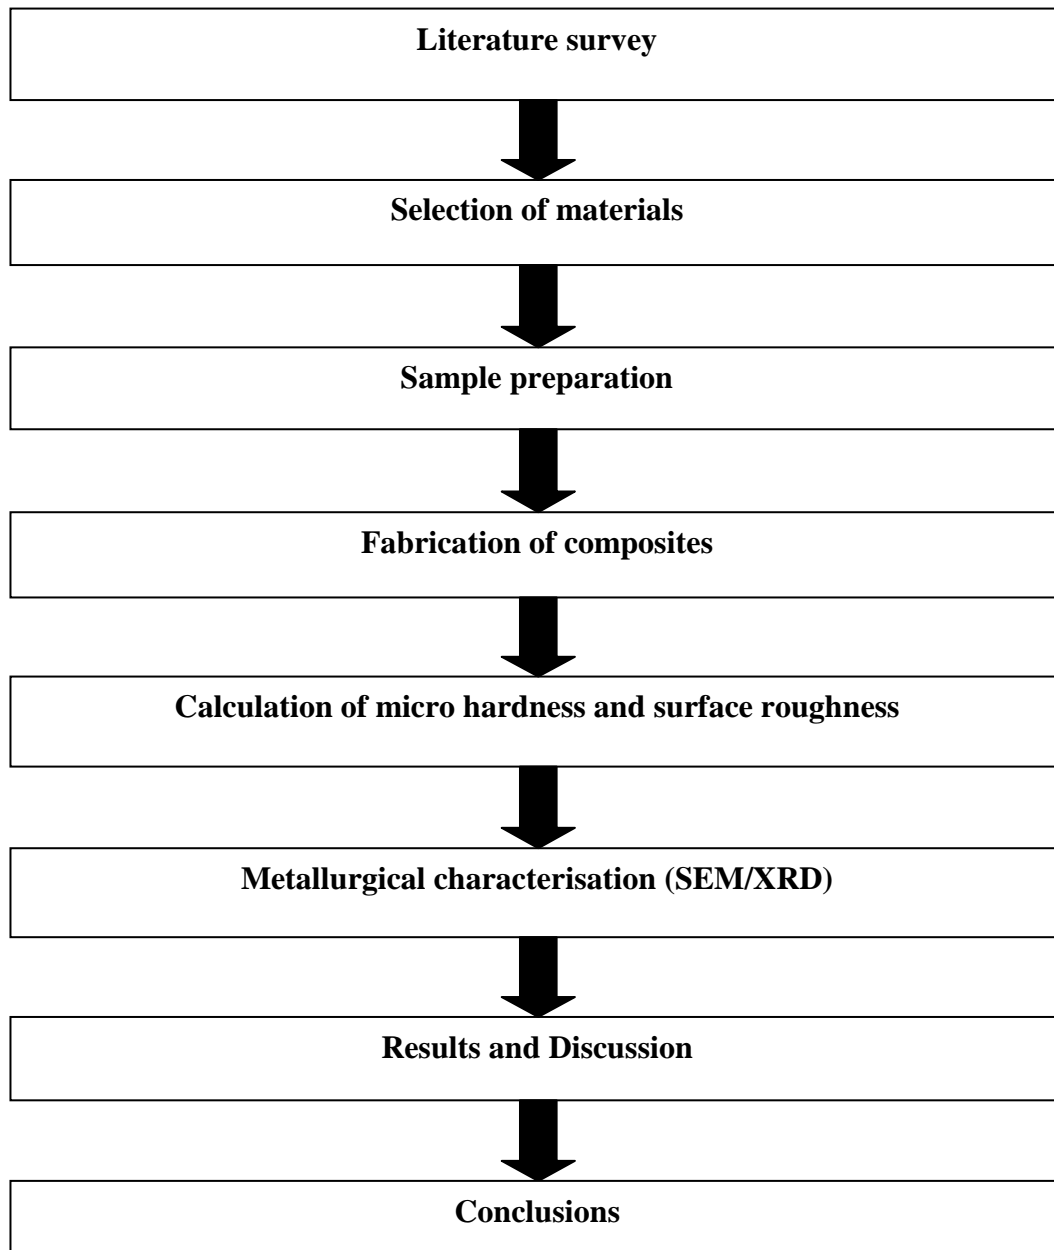 Literature survey
Selection of materials
Sample preparation
Fabrication of composites
Calculation of micro hardness and surface roughness
Metallurgical characterisation (SEM/XRD)
Results and Discussion
Conclusions